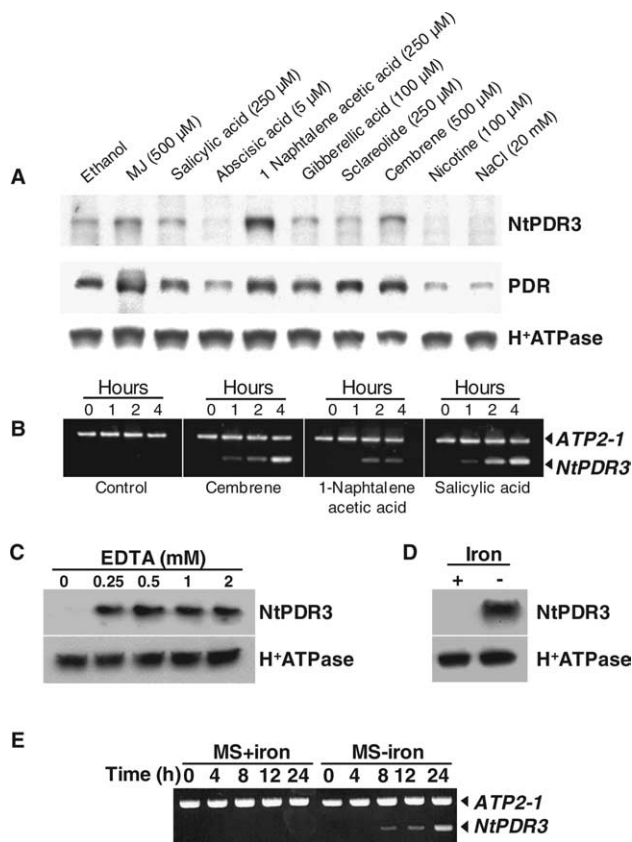 Ethanol
MJ (500 µM)
Salicylic acid (250 µM)
Abscisic acid (5 µM)
1 Naphtalene acetic acid (250 µM)
Gibberellic acid (100 µM)
Sclareolide (250 µM)
Cembrene (500 µM)
Nicotine (100 µM)
NaCl (20 mM)
A
NtPDR3
PDR
H+ATPase
Hours Hours Hours Hours
0 1 2 4 0 1 2 4 0 1 2 4 0 1 2 4
B
ATP2-1
NtPDR3
Control Cembrene 1-Naphtalene acetic acid Salicylic acid
C
EDTA (mM)
0 0.25 0.5 1 2
NtPDR3
H+ATPase
D
Iron
+ -
NtPDR3
H+ATPase
E
MS+iron MS-iron
Time (h) 0 4 8 12 24 0 4 8 12 24
ATP2-1
NtPDR3